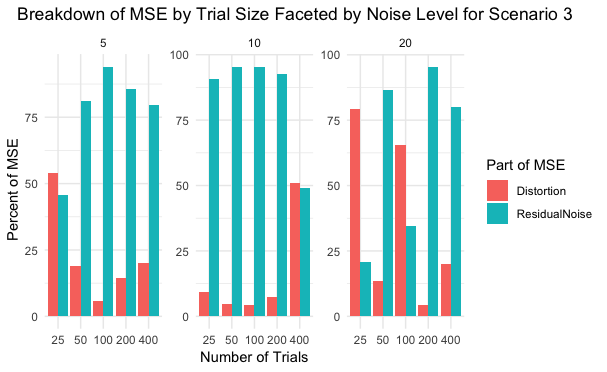 Breakdown of MSE by Trial Size Faceted by Noise Level for Scenario 3
5 10 20
100 100
75 75 75
50 50 50
25 25 25
0 0 0
25 50 100 200 400 25 50 100 200 400 25 50 100 200 400
Number of Trials
Percent of MSE
Part of MSE
Distortion
ResidualNoise